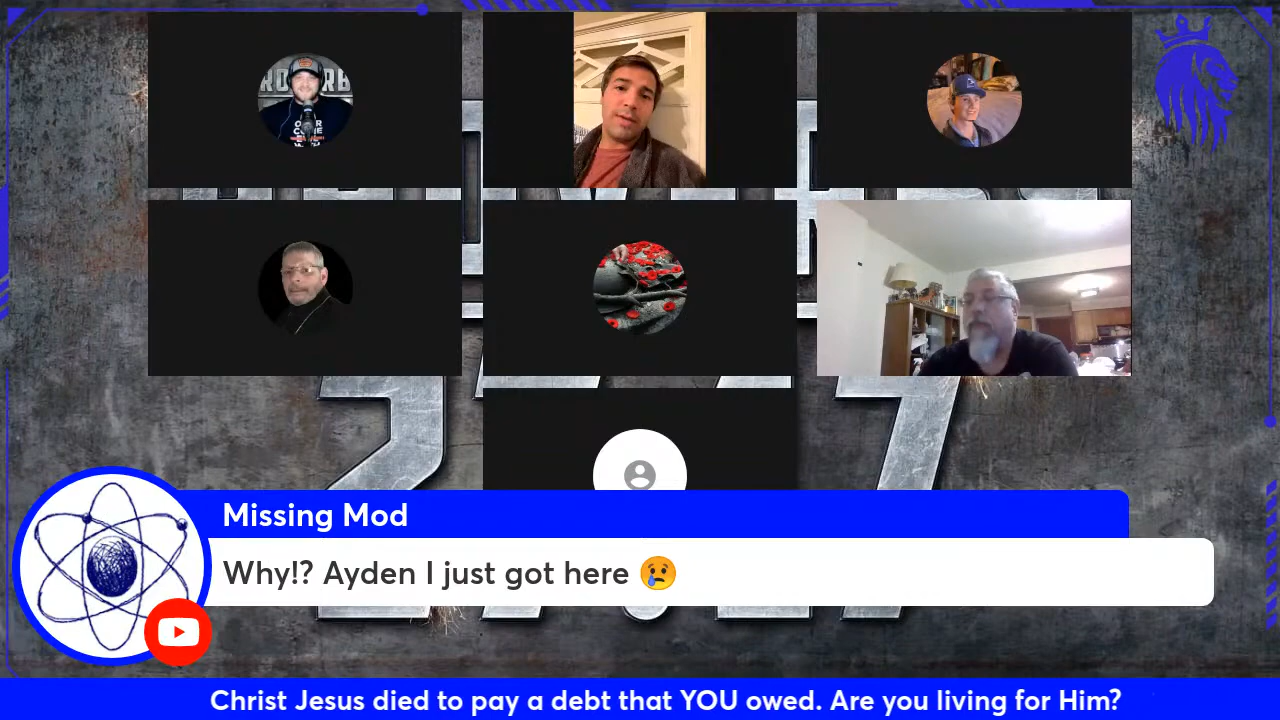 Missing Mod
Why!? Ayden I just got here 😢
Christ Jesus died to pay a debt that YOU owed. Are you living for Him?